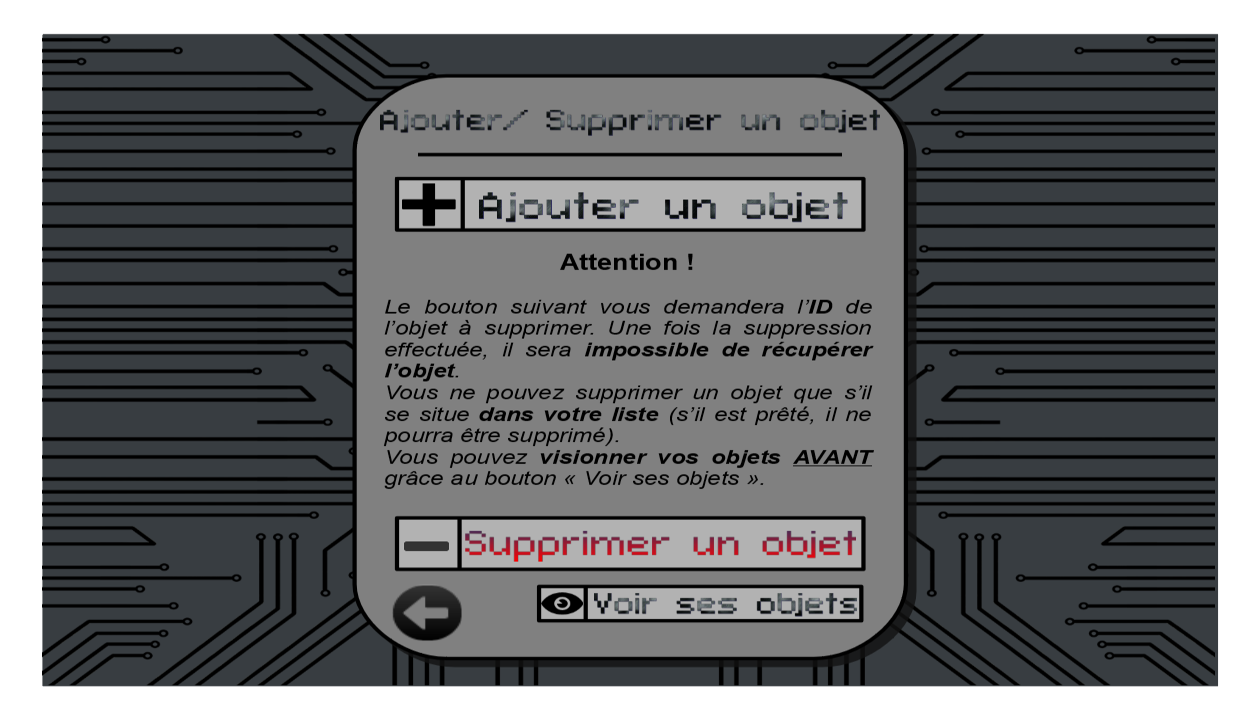 Ajouter/ Supprimer un objet
Ajouter un objet
Attention !
Le bouton suivant vous demandera l’ID de
l’objet à supprimer. Une fois la suppression
effectuée, il sera impossible de récupérer
l’objet.
Vous ne pouvez supprimer un objet que s’il
se situe dans votre liste (s’il est prêté, il ne
pourra être supprimé).
Vous pouvez visionner vos objets AVANT
grâce au bouton « Voir ses objets ».
Supprimer un objet
Voir ses objets